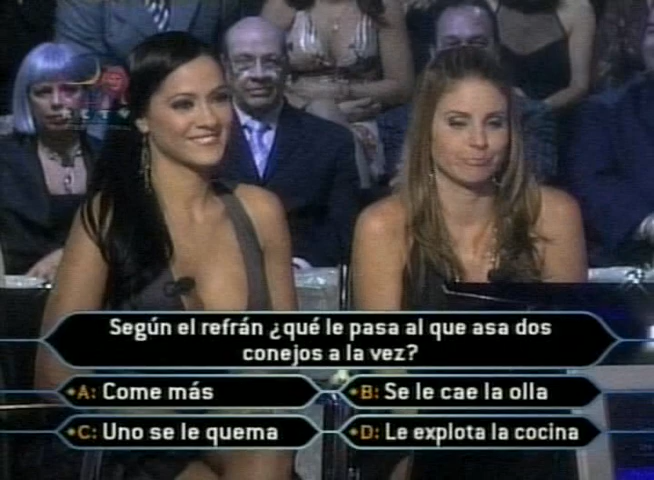 RCTV
Según el refrán ¿qué le pasa al que asa dos
conejos a la vez?
A: Come más
B: Se le cae la olla
C: Uno se le quema
D: Le explota la cocina